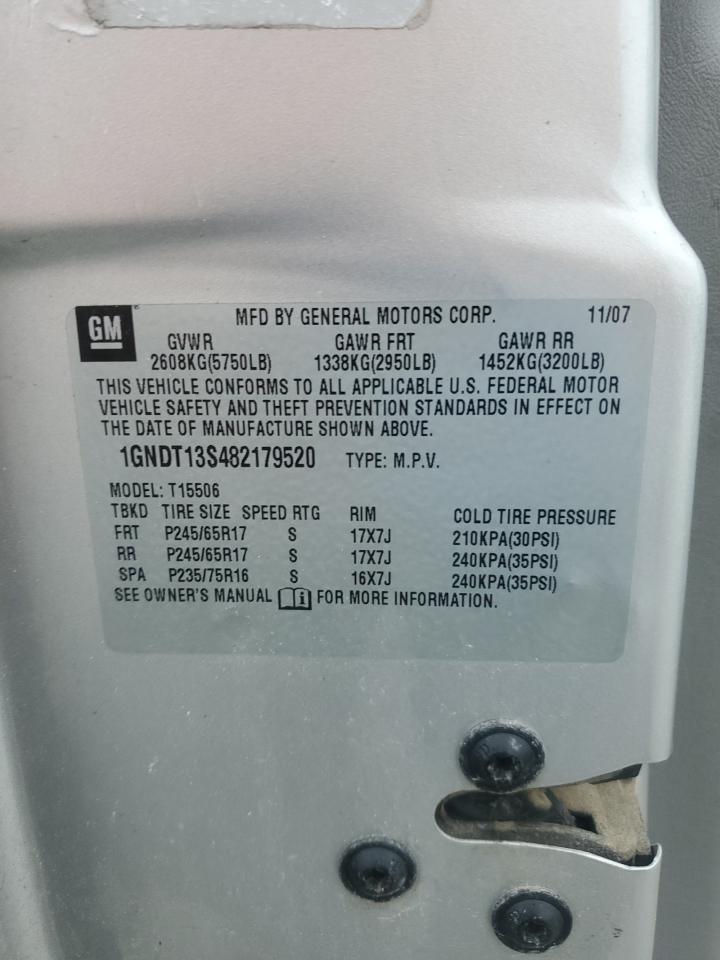 GM
MFD BY GENERAL MOTORS CORP. 11/07
GVWR GAWR FRT GAWR RR
2608KG(5750LB) 1338KG(2950LB) 1452KG(3200LB)
THIS VEHICLE CONFORMS TO ALL APPLICABLE U.S. FEDERAL MOTOR
VEHICLE SAFETY AND THEFT PREVENTION STANDARDS IN EFFECT ON
THE DATE OF MANUFACTURE SHOWN ABOVE.
1GNDT13S482179520 TYPE: M.P.V.
MODEL: T15506
TBKD TIRE SIZE SPEED RTG RIM COLD TIRE PRESSURE
FRT P245/65R17 S 17X7J 210KPA(30PSI)
RR P245/65R17 S 17X7J 240KPA(35PSI)
SPA P235/75R16 S 16X7J 240KPA(35PSI)
SEE OWNER'S MANUAL i FOR MORE INFORMATION.